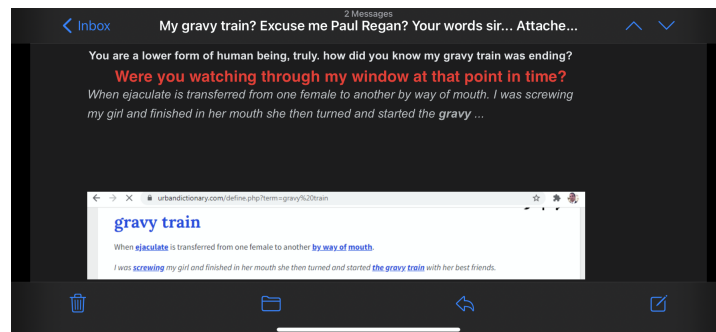 2 Messages
Inbox
My gravy train? Excuse me Paul Regan? Your words sir... Attache...
You are a lower form of human being, truly. how did you know my gravy train was ending?
Were you watching through my window at that point in time?
When ejaculate is transferred from one female to another by way of mouth. I was screwing
my girl and finished in her mouth she then turned and started the gravy ...
urbandictionary.com/define.php?term=gravy%20train
gravy train
When ejaculate is transferred from one female to another by way of mouth.
I was screwing my girl and finished in her mouth she then turned and started the gravy train with her best friends.